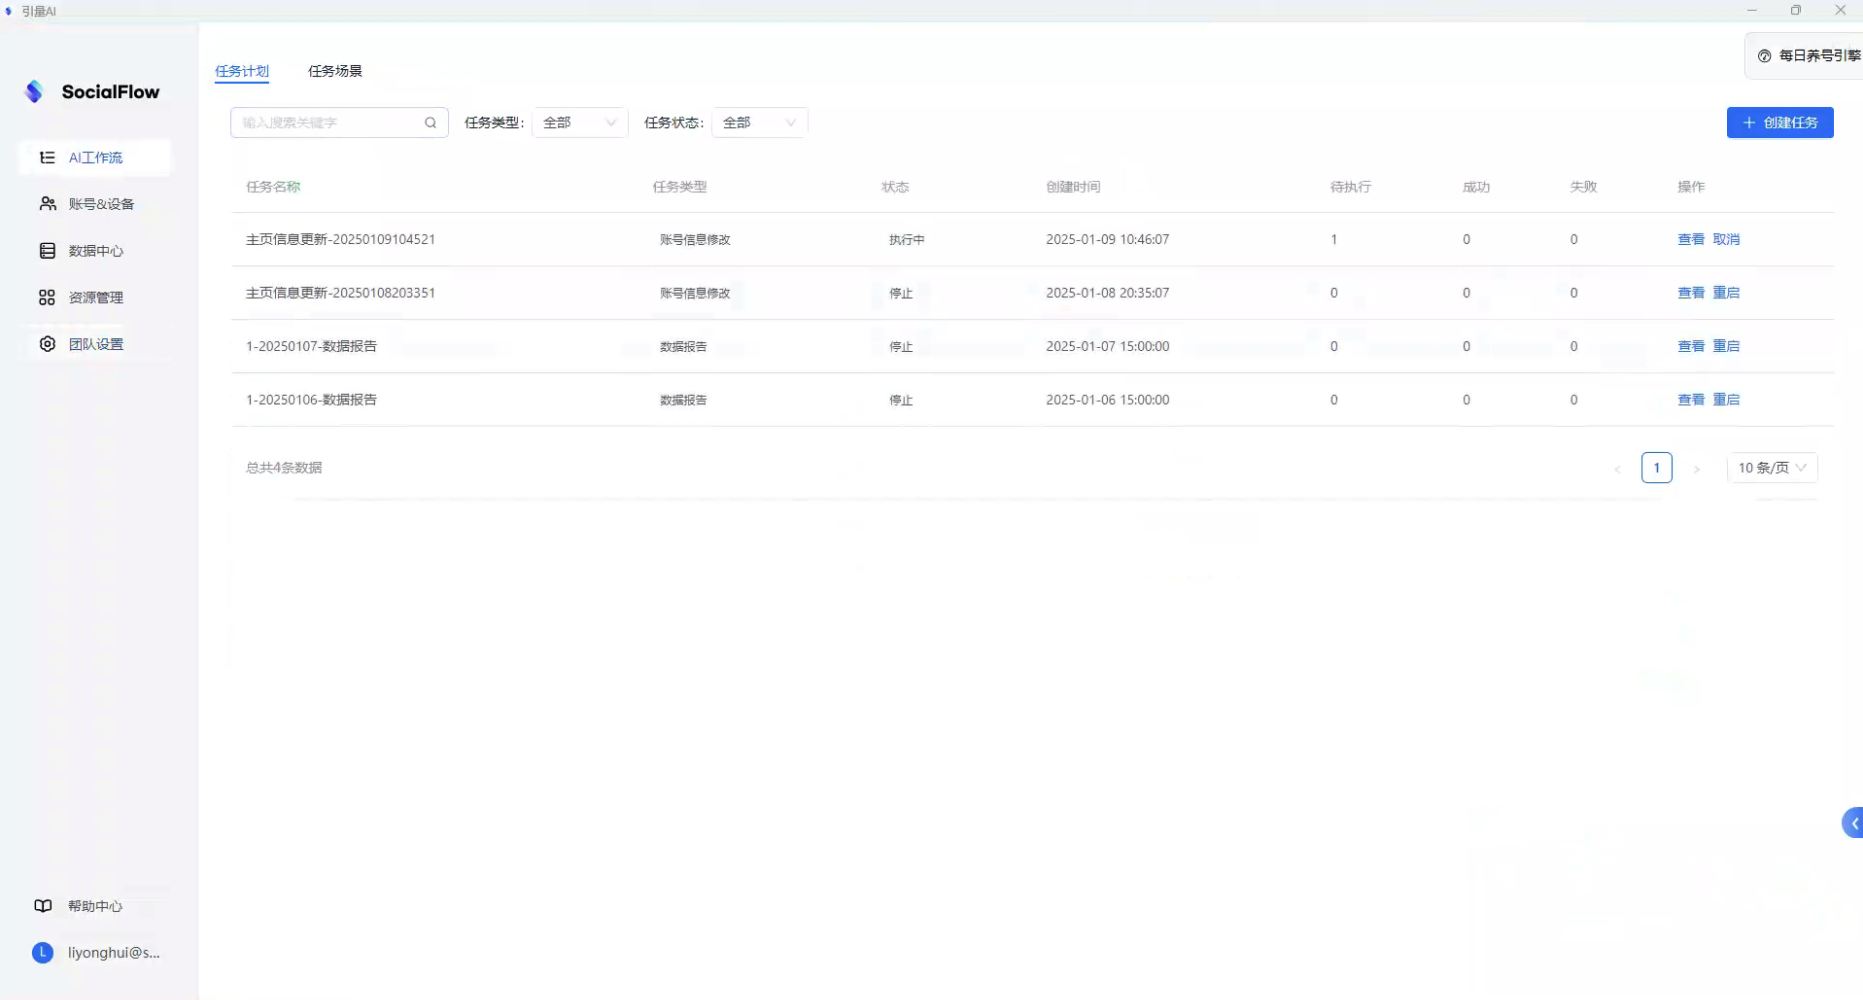 引量AI
每日养号引擎
SocialFlow
AI工作流
账号&设备
数据中心
资源管理
团队设置
帮助中心
L liyonghui@s...
任务计划 任务场景
输入搜索关键字 任务类型: 全部 任务状态: 全部 + 创建任务
任务名称 任务类型 状态 创建时间 待执行 成功 失败 操作
主页信息更新-20250109104521 账号信息修改 执行中 2025-01-09 10:46:07 1 0 0 查看 取消
主页信息更新-20250108203351 账号信息修改 停止 2025-01-08 20:35:07 0 0 0 查看 重启
1-20250107-数据报告 数据报告 停止 2025-01-07 15:00:00 0 0 0 查看 重启
1-20250106-数据报告 数据报告 停止 2025-01-06 15:00:00 0 0 0 查看 重启
总共4条数据 < 1 > 10 条/页